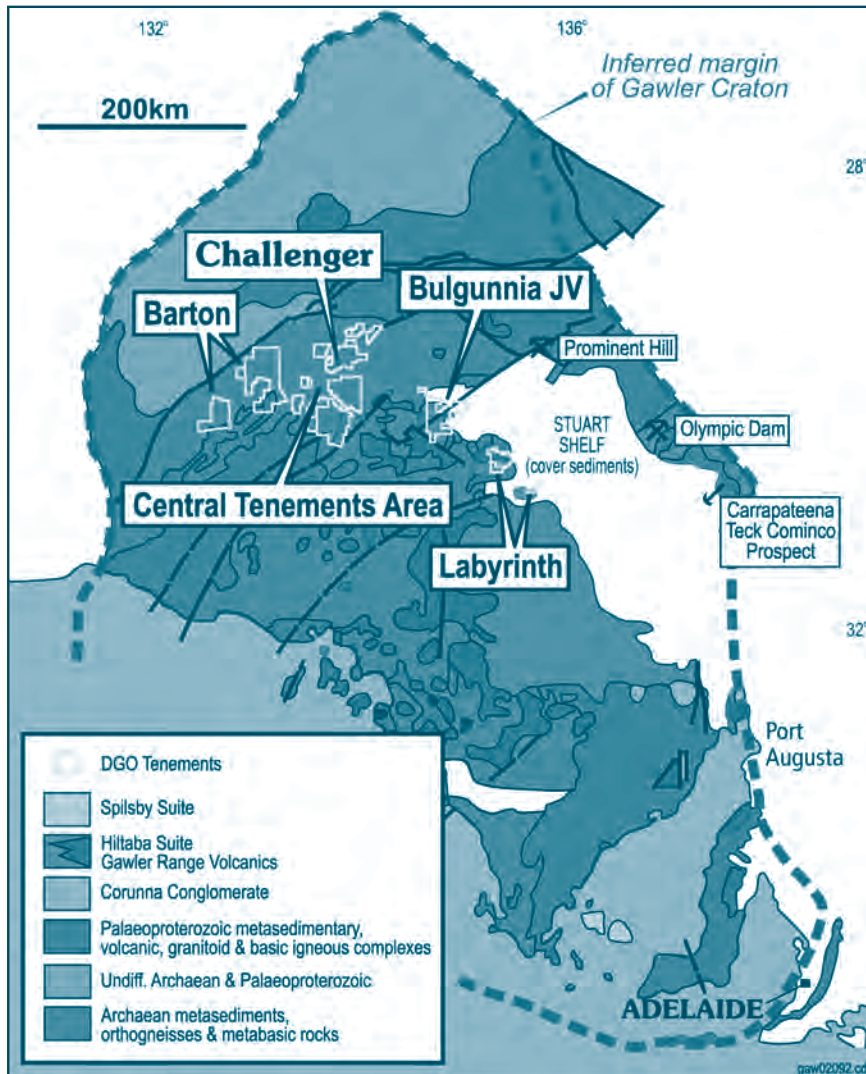 132°
136°
Inferred margin
of Gawler Craton
200km
28°
Challenger
Bulgunnia JV
Barton
Prominent Hill
STUART
SHELF
(cover sediments)
Olympic Dam
Central Tenements Area
Carrapateena
Teck Cominco
Prospect
Labyrinth
32°
Port
Augusta
DGO Tenements
Spilsby Suite
Hiltaba Suite
Gawler Range Volcanics
Corunna Conglomerate
Palaeoproterozoic metasedimentary,
volcanic, granitoid & basic igneous complexes
Undiff. Archaean & Palaeoproterozoic
Archaean metasediments,
orthogneisses & metabasic rocks
ADELAIDE
gaw02092.cd